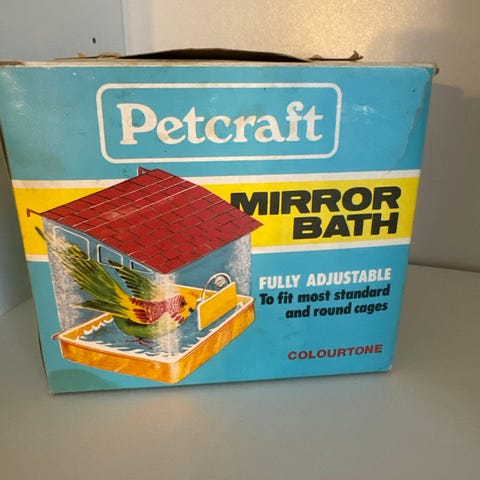 Petcraft
MIRROR
BATH
FULLY ADJUSTABLE
To fit most standard
and round cages
COLOURTONE